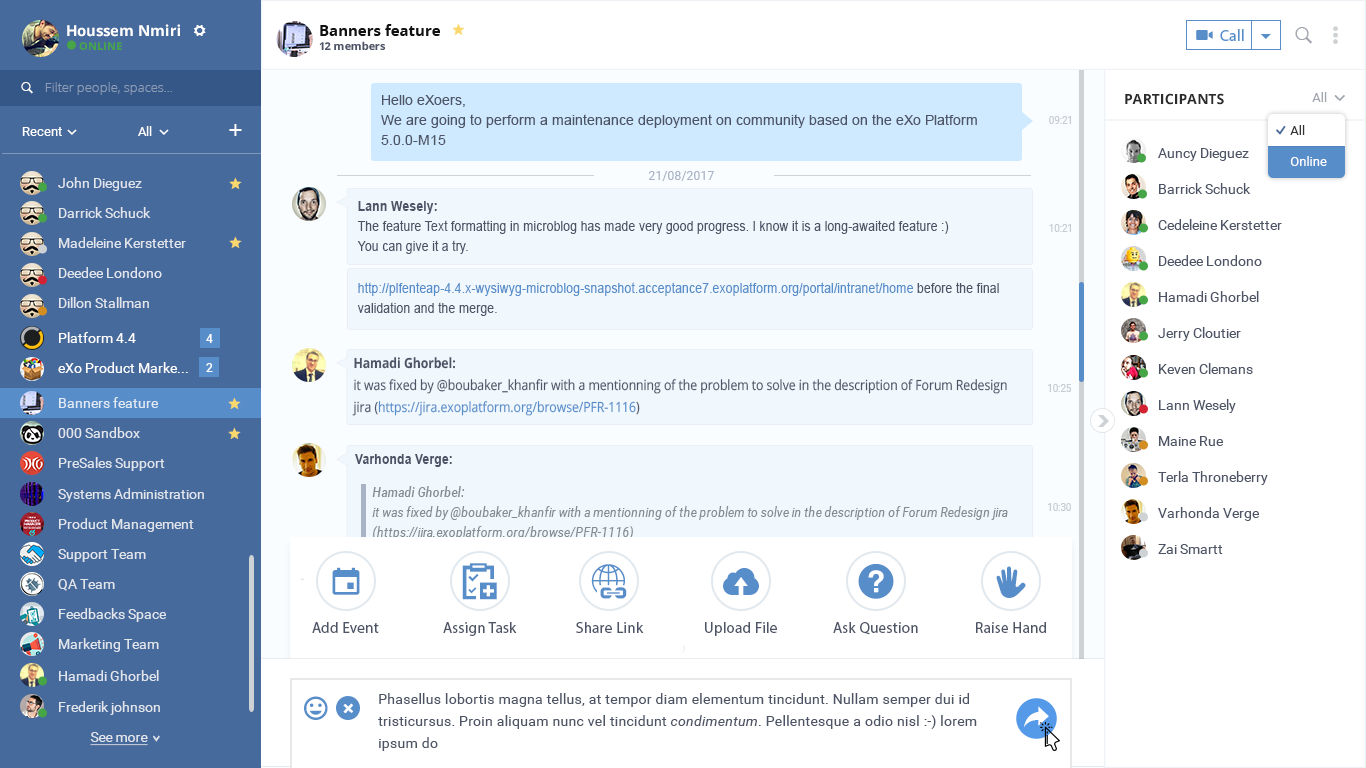 Houssem Nmiri
ONLINE
Filter people, spaces...
Recent
All
+
John Dieguez
Darrick Schuck
Madeleine Kerstetter
Deedee Londono
Dillon Stallman
Platform 4.4
4
eXo Product Marke...
2
Banners feature
000 Sandbox
PreSales Support
Systems Administration
Product Management
Support Team
QA Team
Feedbacks Space
Marketing Team
Hamadi Ghorbel
Frederik johnson
See more
Banners feature
12 members
Call
Hello eXoers,
We are going to perform a maintenance deployment on community based on the eXo Platform
5.0.0-M15
09:21
21/08/2017
Lann Wesely:
The feature Text formatting in microblog has made very good progress. I know it is a long-awaited feature :)
You can give it a try.
10:21
http://plfenteap-4.4.x-wysiwyg-microblog-snapshot.acceptance7.exoplatform.org/portal/intranet/home before the final
validation and the merge.
Hamadi Ghorbel:
it was fixed by @boubaker_khanfir with a mentionning of the problem to solve in the description of Forum Redesign
jira (https://jira.exoplatform.org/browse/PFR-1116)
10:25
Varhonda Verge:
Hamadi Ghorbel:
it was fixed by @boubaker_khanfir with a mentionning of the problem to solve in the description of Forum Redesign jira
(https://jira.exoplatform.org/browse/PFR-1116)
10:30
Add Event
Assign Task
Share Link
Upload File
Ask Question
Raise Hand
Phasellus lobortis magna tellus, at tempor diam elementum tincidunt. Nullam semper dui id
tristicursus. Proin aliquam nunc vel tincidunt condimentum. Pellentesque a odio nisl :-) lorem
ipsum do
PARTICIPANTS
All
All
Online
Auncy Dieguez
Barrick Schuck
Cedeleine Kerstetter
Deedee Londono
Hamadi Ghorbel
Jerry Cloutier
Keven Clemans
Lann Wesely
Maine Rue
Terla Throneberry
Varhonda Verge
Zai Smartt